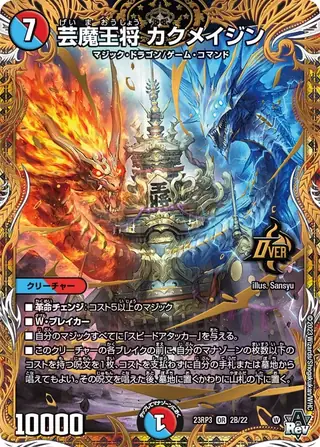 7
げいまおうしょう
芸魔王将 カクメイジン
マジック・ドラゴン/ゲーム・コマンド
王将
OVER
illus. Sansyu
クリーチャー
■革命チェンジ:コスト5以上のマジック
■W・ブレイカー
■自分のマジックすべてに「スピードアタッカー」を与える。
■このクリーチャーの各ブレイクの前に、自分のマナゾーンの枚数以下の
コストを持つ呪文を1枚、コストを支払わずに自分の手札または墓地から
唱えてもよい。その呪文を唱えた後、墓地に置くかわりに山札の下に置く。
10000
マナ
1
23RP3 OR 2B/22
Rev